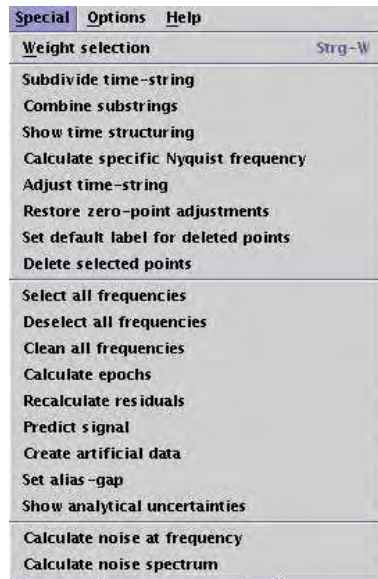 Special Options Help
Weight selection Strg-W
Subdivide time-string
Combine substrings
Show time structuring
Calculate specific Nyquist frequency
Adjust time-string
Restore zero-point adjustments
Set default label for deleted points
Delete selected points
Select all frequencies
Deselect all frequencies
Clean all frequencies
Calculate epochs
Recalculate residuals
Predict signal
Create artificial data
Set alias-gap
Show analytical uncertainties
Calculate noise at frequency
Calculate noise spectrum